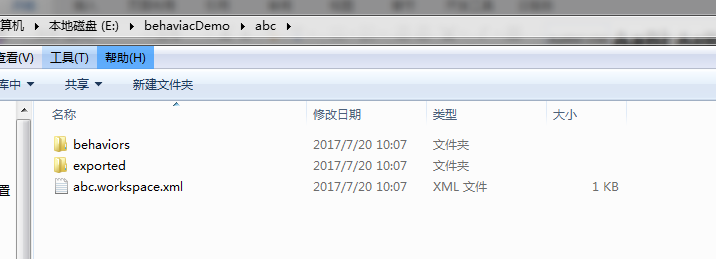 算机 ▸ 本地磁盘 (E:) ▸ behaviacDemo ▸ abc ▸
查看(V) 工具(T) 帮助(H)
库中 ▾ 共享 ▾ 新建文件夹
名称 修改日期 类型 大小
behaviors 2017/7/20 10:07 文件夹
exported 2017/7/20 10:07 文件夹
置 abc.workspace.xml 2017/7/20 10:07 XML 文件 1 KB